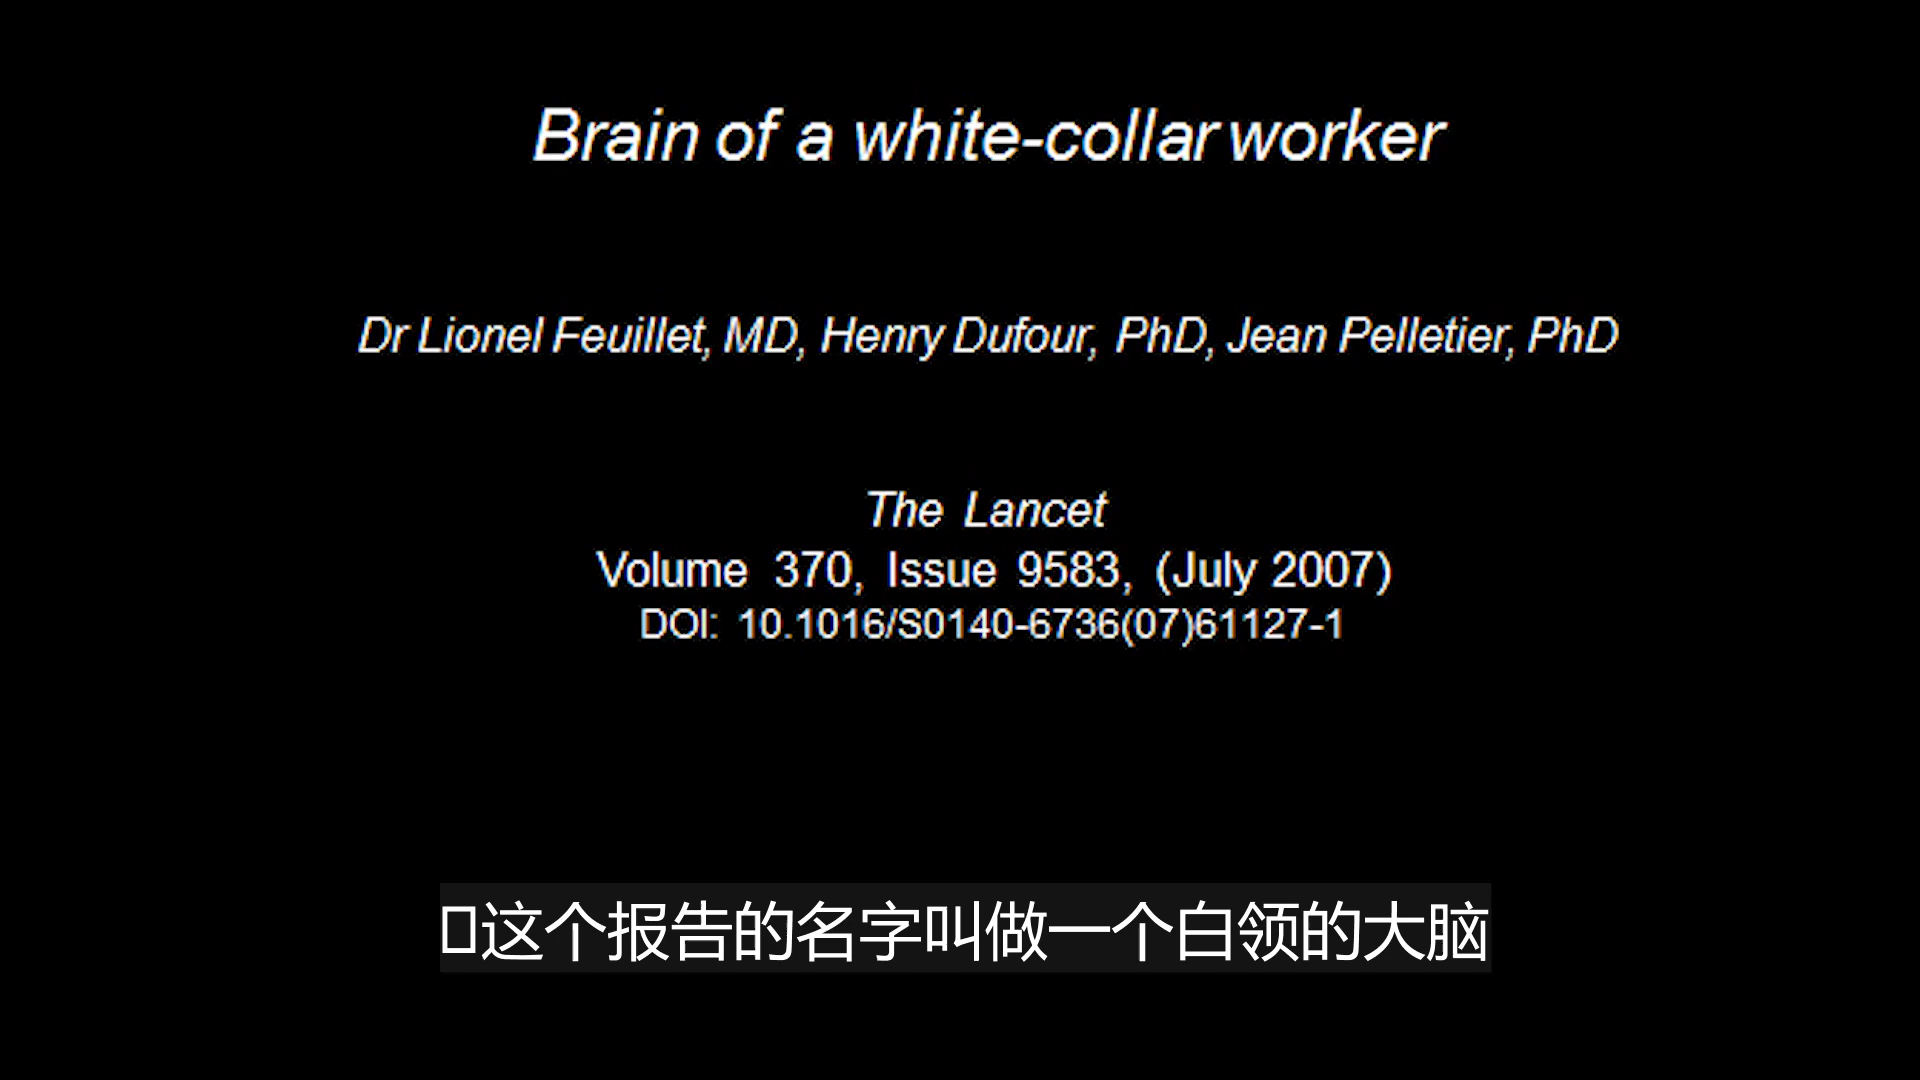 Brain of a white-collar worker
Dr Lionel Feuillet, MD, Henry Dufour, PhD, Jean Pelletier, PhD
The Lancet
Volume 370, Issue 9583, (July 2007)
DOI: 10.1016/S0140-6736(07)61127-1
这个报告的名字叫做一个白领的大脑